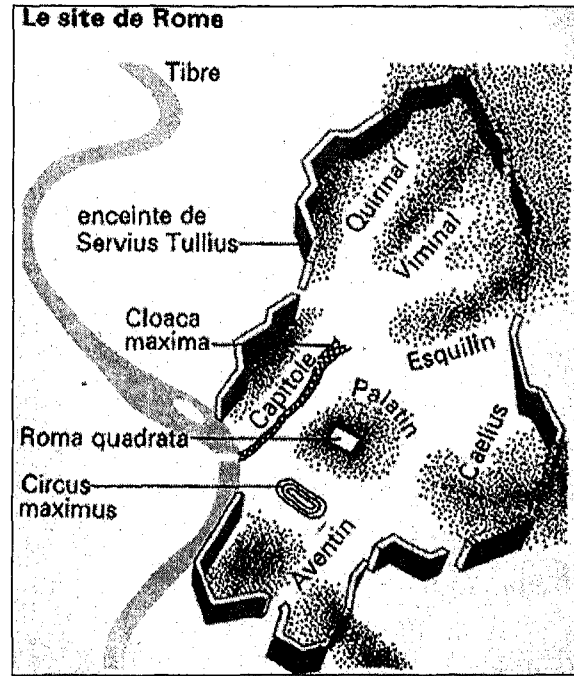 Le site de Rome
Tibre
enceinte de
Servius Tullius
Quirinal
Viminal
Cloaca
maxima
Capitole
Esquilin
Palatin
Caelius
Roma quadrata
Circus
maximus
Aventin